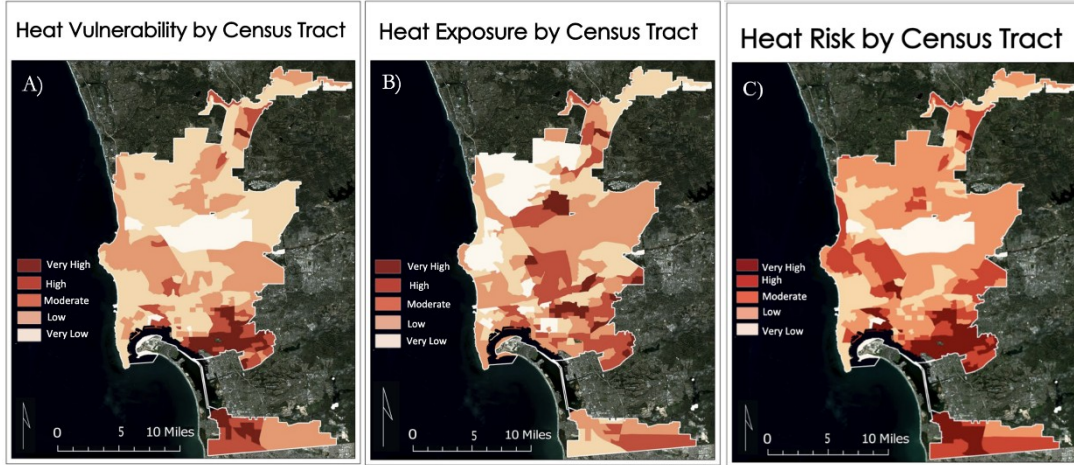 Heat Vulnerability by Census Tract
A)
Very High
High
Moderate
Low
Very Low
0 5 10 Miles
Heat Exposure by Census Tract
B)
Very High
High
Moderate
Low
Very Low
0 5 10 Miles
Heat Risk by Census Tract
C)
Very High
High
Moderate
Low
Very Low
0 5 10 Miles